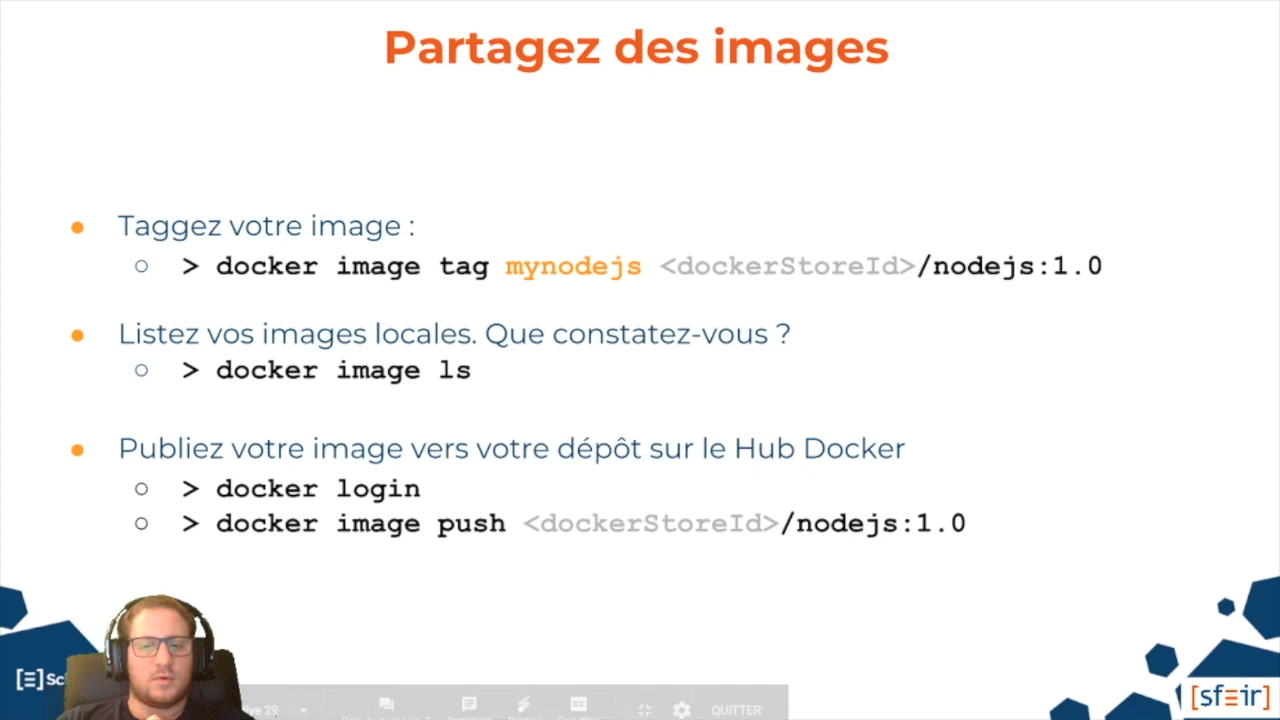 Partagez des images
Taggez votre image :
> docker image tag mynodejs <dockerStoreId>/nodejs:1.0
Listez vos images locales. Que constatez-vous ?
> docker image ls
Publiez votre image vers votre dépôt sur le Hub Docker
> docker login
> docker image push <dockerStoreId>/nodejs:1.0
[sfeir]
QUITTER